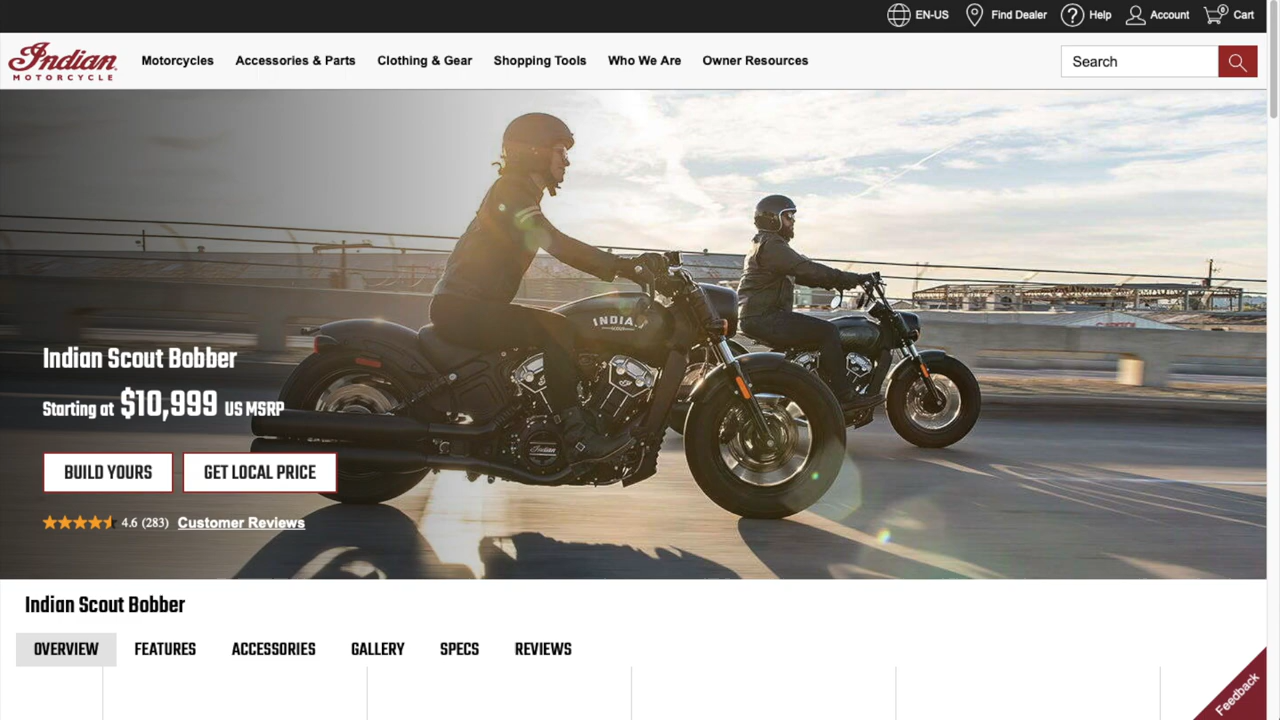 EN-US
Find Dealer
Help
Account
0
Cart
Indian
MOTORCYCLE
Motorcycles
Accessories & Parts
Clothing & Gear
Shopping Tools
Who We Are
Owner Resources
Search
INDIAN
Indian
Indian Scout Bobber
Starting at $10,999 US MSRP
BUILD YOURS
GET LOCAL PRICE
4.6 (283) Customer Reviews
Indian Scout Bobber
OVERVIEW
FEATURES
ACCESSORIES
GALLERY
SPECS
REVIEWS
Feedback